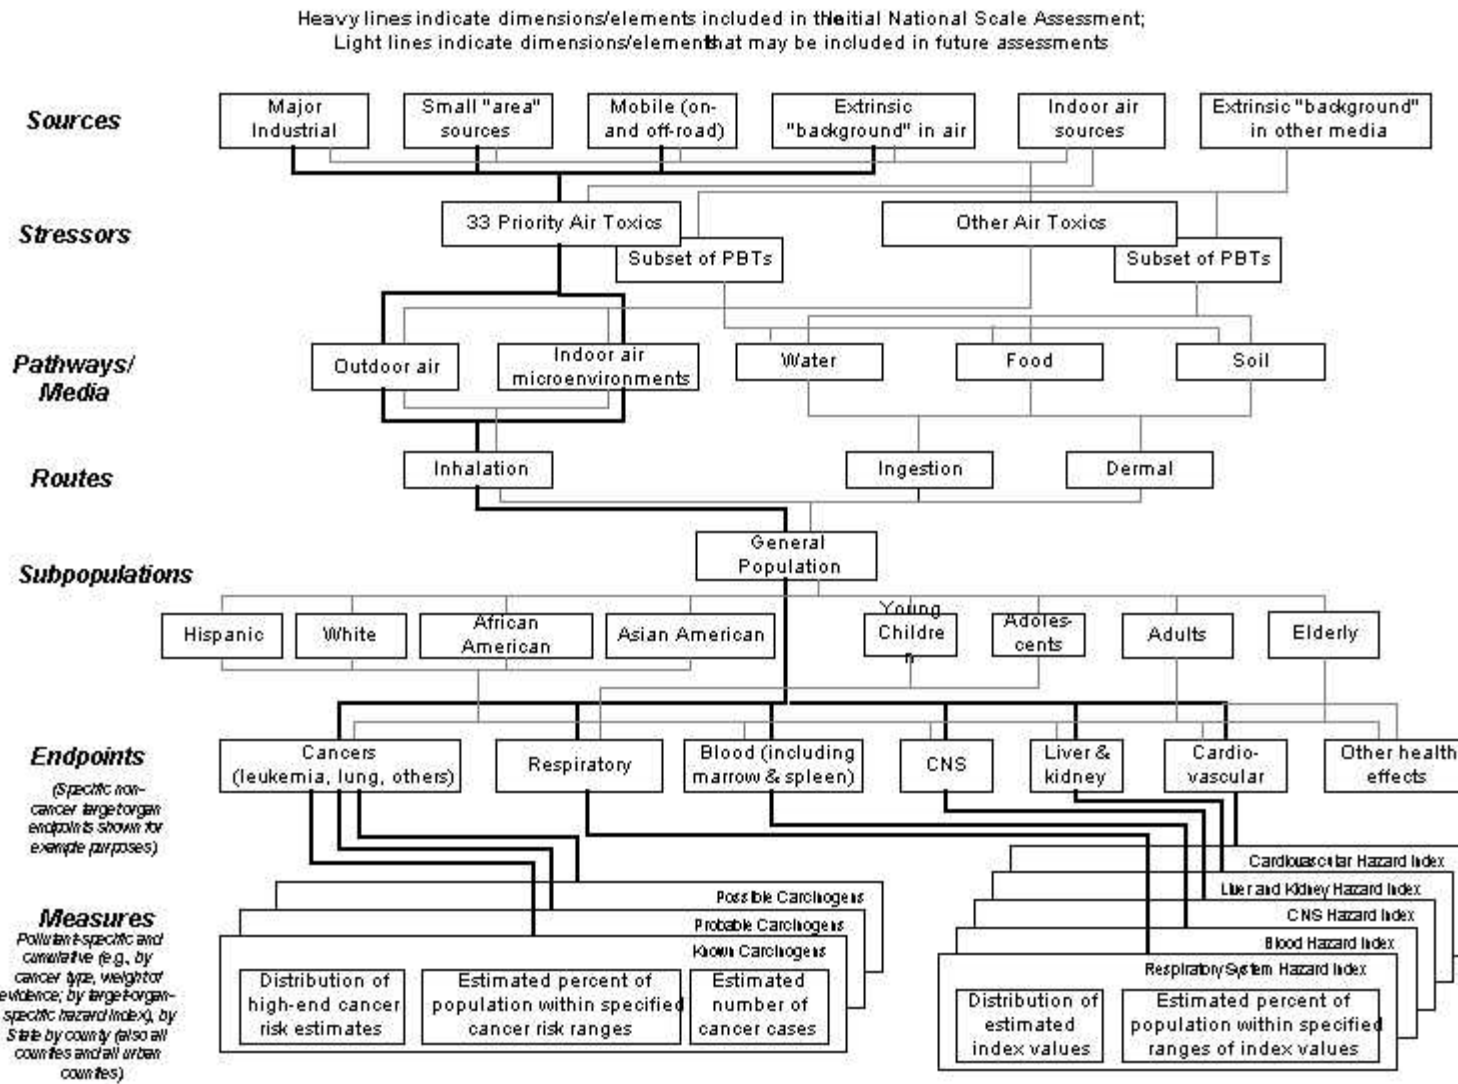 Heavy lines indicate dimensions/elements included in the Initial National Scale Assessment;
Light lines indicate dimensions/elements that may be included in future assessments
Sources
Major
Industrial
Small "area"
sources
Mobile (on-
and off-road)
Extrinsic
"background" in air
Indoor air
sources
Extrinsic "background"
in other media
Stressors
33 Priority Air Toxics
Subset of PBTs
Other Air Toxics
Subset of PBTs
Pathways/
Media
Outdoor air
Indoor air
microenvironments
Water
Food
Soil
Routes
Inhalation
Ingestion
Dermal
General
Population
Subpopulations
Hispanic
White
African
American
Asian American
Young
Childre
n
Adoles-
cents
Adults
Elderly
Endpoints
(Specific non-
cancer target organ
endpoints shown for
example purposes)
Cancers
(leukemia, lung, others)
Respiratory
Blood (including
marrow & spleen)
CNS
Liver &
kidney
Cardio-
vascular
Other health
effects
Measures
Pollutant-specific and
cumulative (e.g., by
cancer type, weight of
evidence; by target-organ-
specific hazard index), by
State by county (also all
counties and all urban
counties)
Possible Carcinogens
Probable Carcinogens
Known Carcinogens
Distribution of
high-end cancer
risk estimates
Estimated percent of
population within specified
cancer risk ranges
Estimated
number of
cancer cases
Cardiovascular Hazard Index
Liver and Kidney Hazard Index
CNS Hazard Index
Blood Hazard Index
Respiratory System Hazard Index
Distribution of
estimated
index values
Estimated percent of
population within specified
ranges of index values